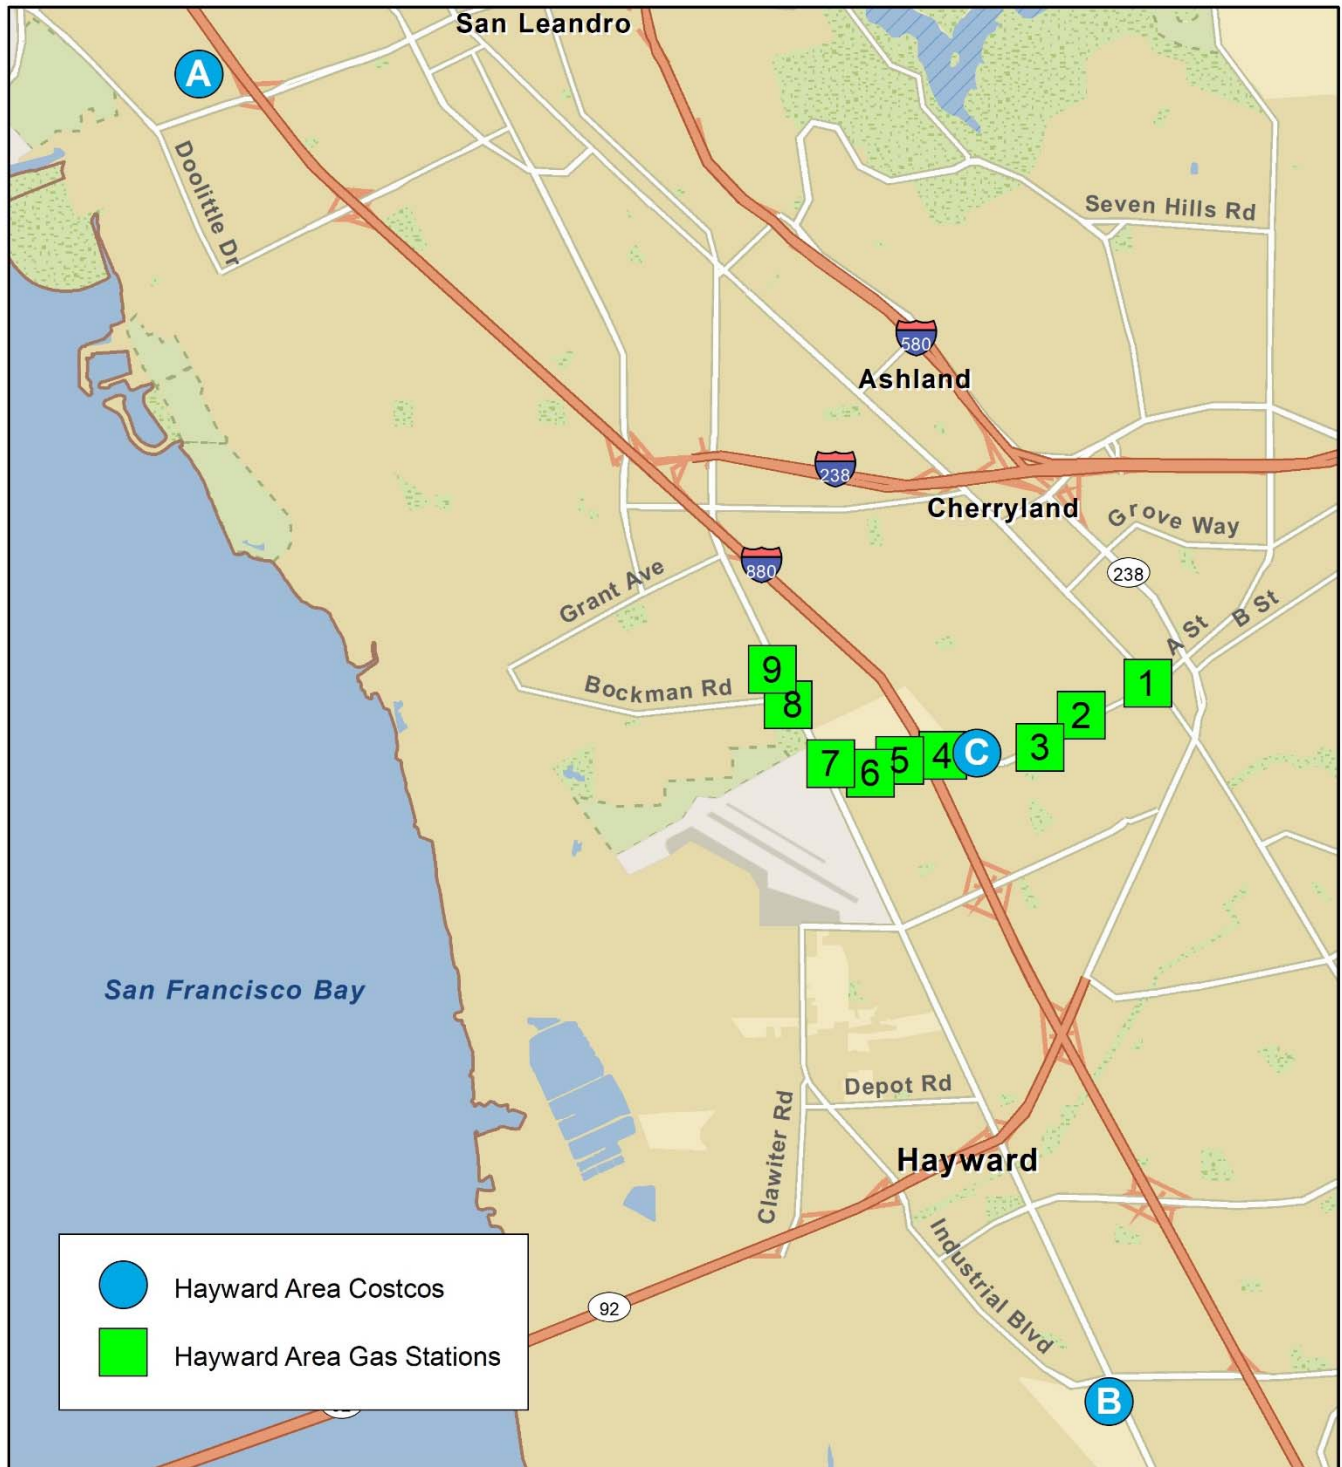 San Leandro
A
Doolittle Dr
Seven Hills Rd
580
Ashland
238
Cherryland
Grove Way
880
238
Grant Ave
A St
B St
9
Bockman Rd
8
1
2
3
4
C
5
6
7
San Francisco Bay
Depot Rd
Clawiter Rd
Hayward
Industrial Blvd
92
B
Hayward Area Costcos
Hayward Area Gas Stations